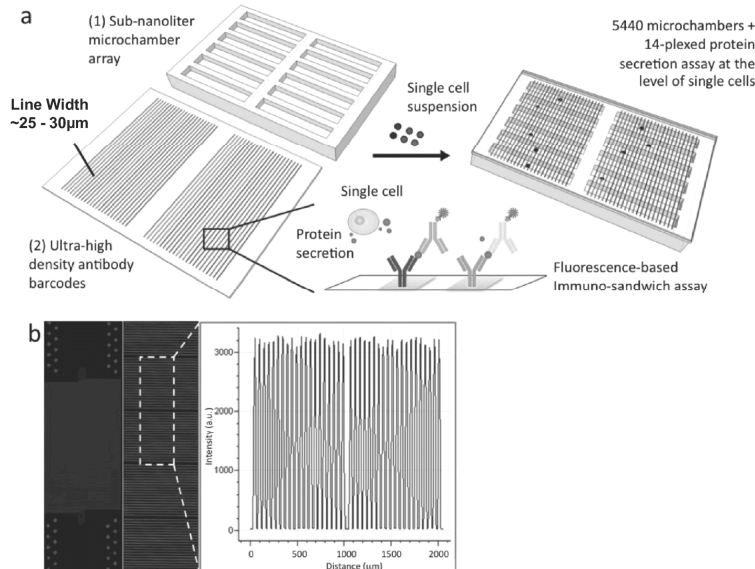 a
(1) Sub-nanoliter
microchamber
array
5440 microchambers +
14-plexed protein
secretion assay at the
level of single cells
Line Width
~25 - 30μm
Single cell
suspension
Single cell
Protein
secretion
(2) Ultra-high
density antibody
barcodes
Fluorescence-based
Immuno-sandwich assay
b
3000
2000
1000
0
Intensity (a.u.)
0 500 1000 1500 2000
Distance (μm)